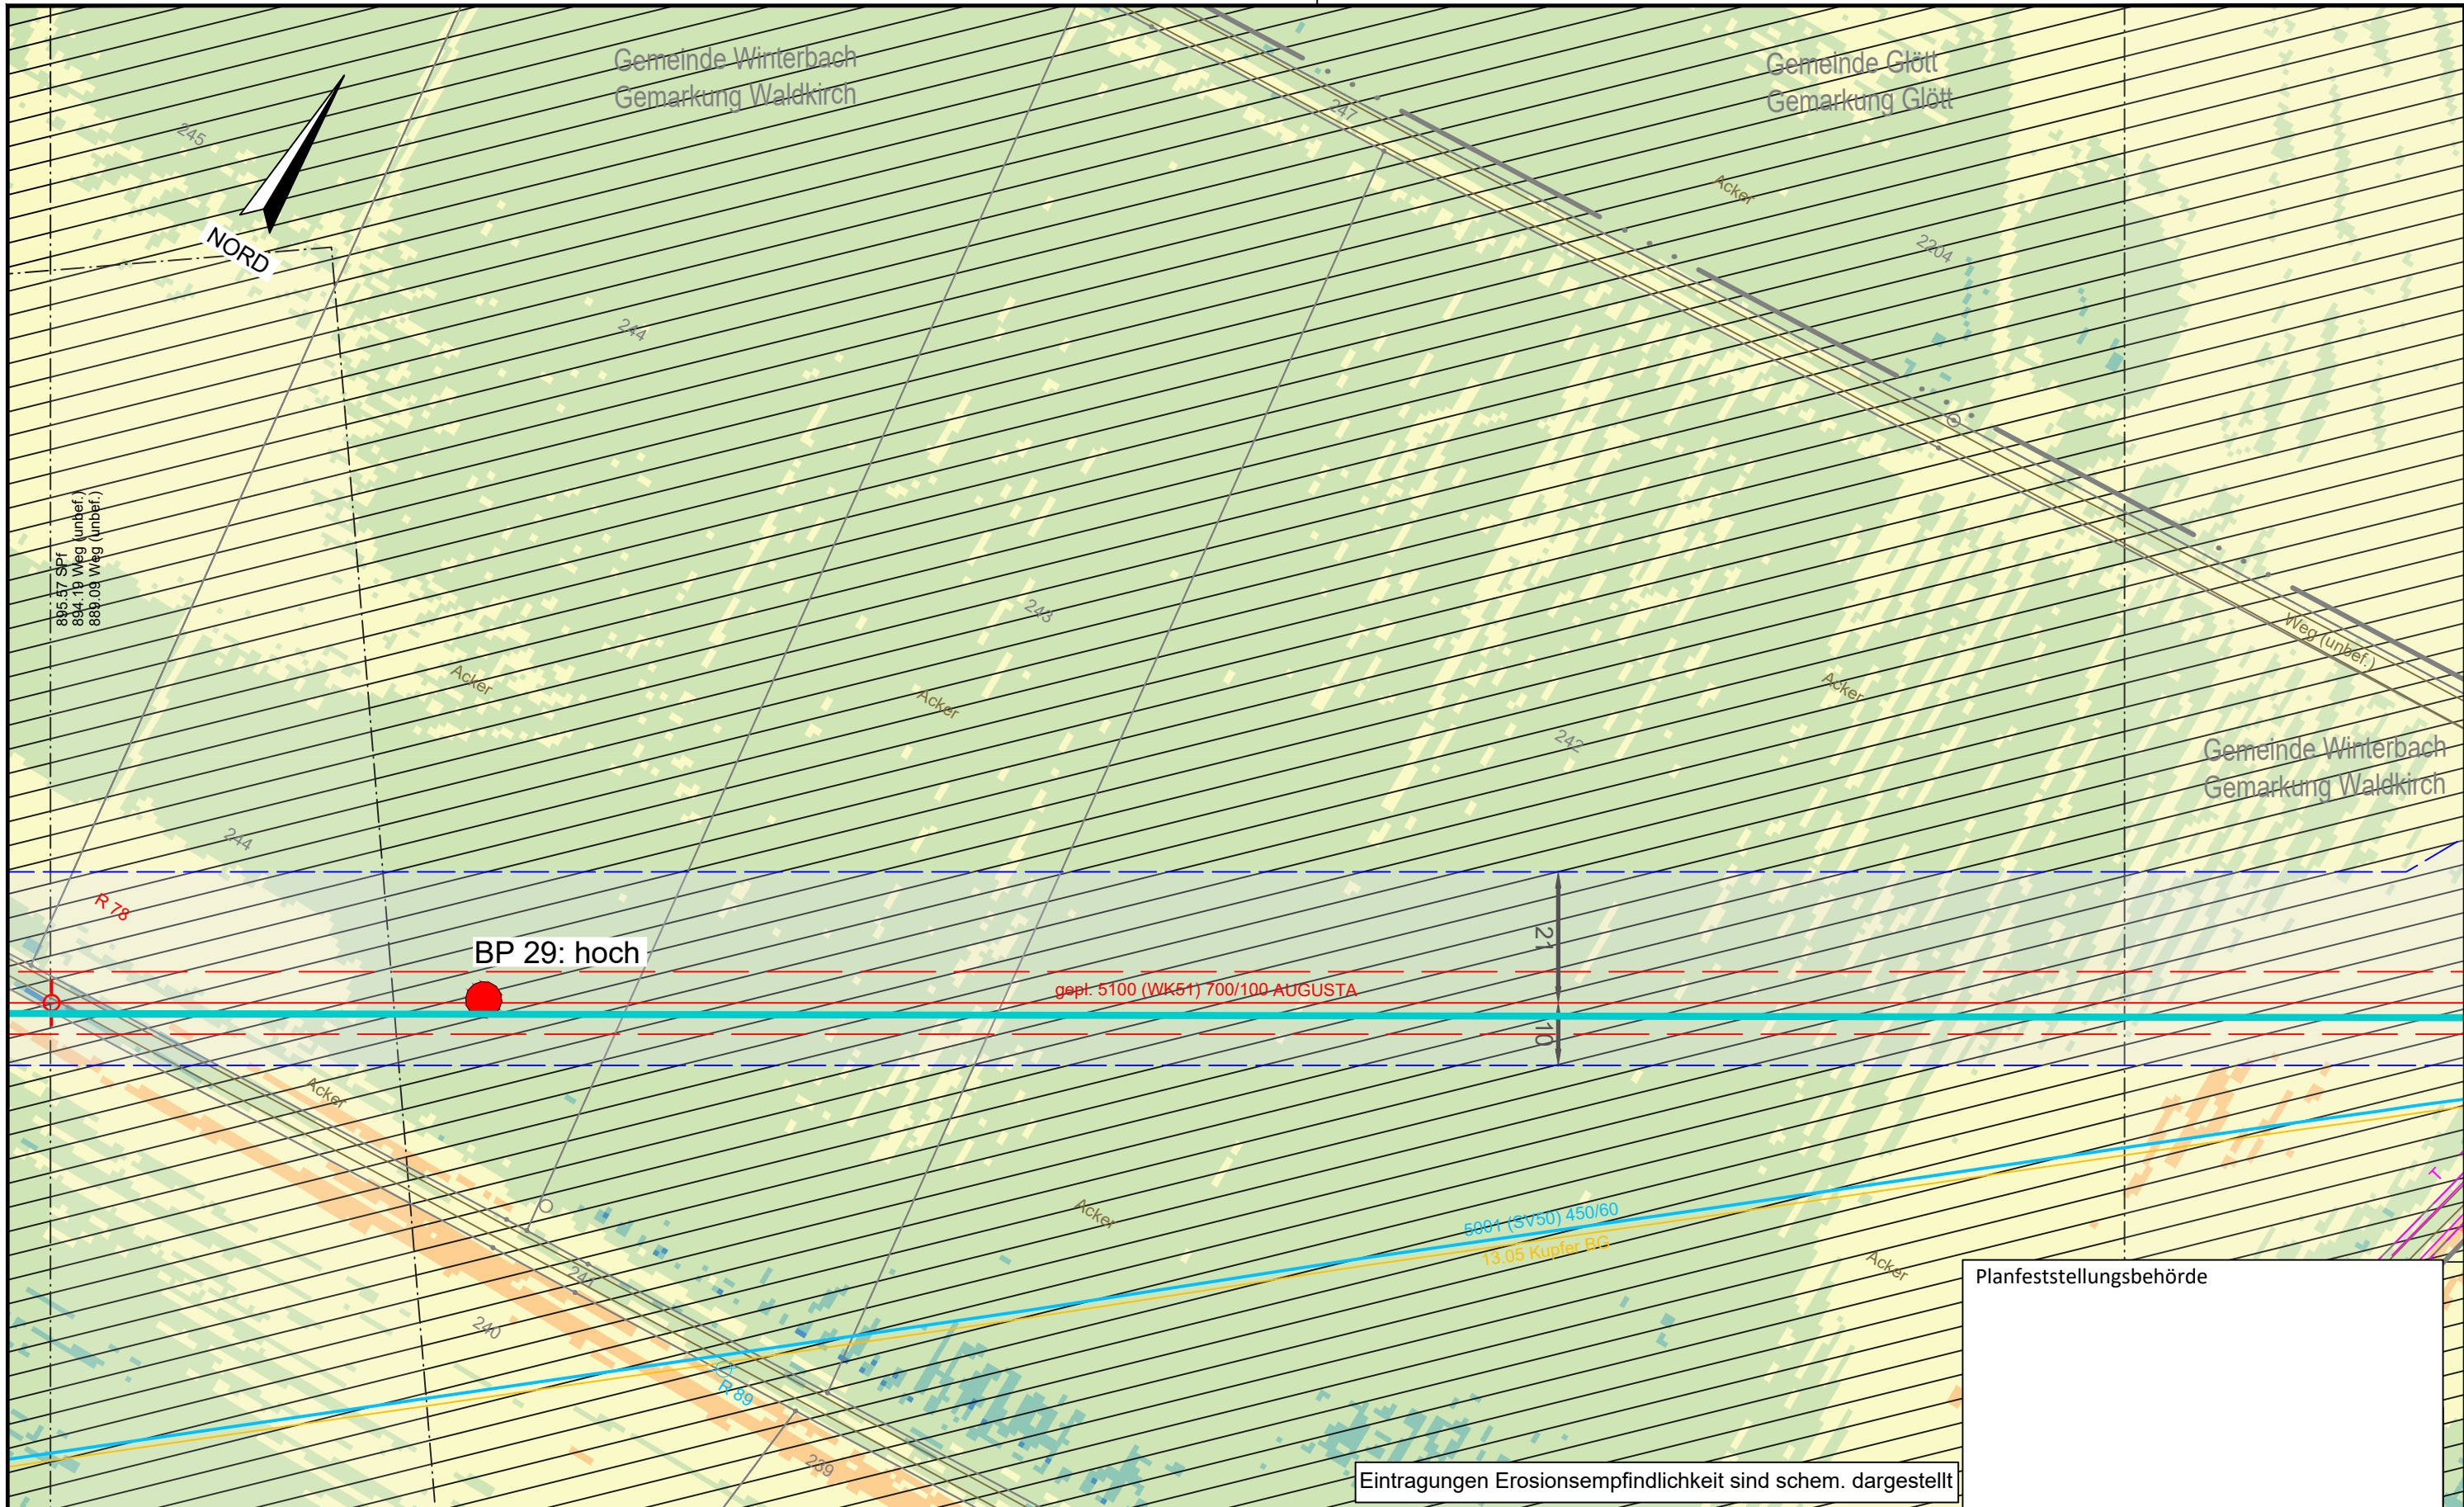 Gemeinde Winterbach
Gemarkung Waldkirch
Gemeinde Glött
Gemarkung Glött
245
247
NORD
Acker
2204
244
895.57 SPf
894.19 Weg (unbef.)
889.09 Weg (unbef.)
243
Weg (unbef.)
Acker
Acker
Acker
242
Gemeinde Winterbach
Gemarkung Waldkirch
244
R 78
BP 29: hoch
21
gepl. 5100 (WK51) 700/100 AUGUSTA
10
Acker
T
Acker
5001 (SV50) 450/60
13.05 Kupfer BG
Acker
Planfeststellungsbehörde
241
240
R 89
239
Eintragungen Erosionsempfindlichkeit sind schem. dargestellt